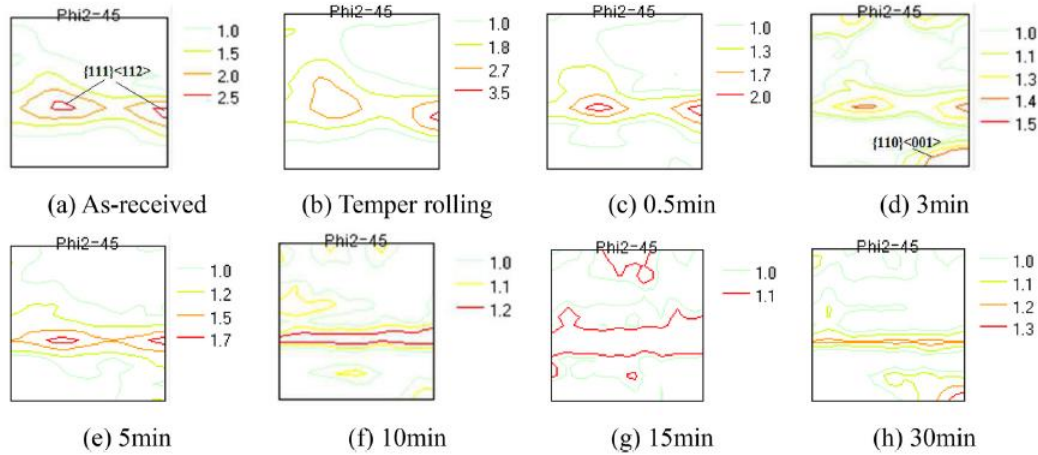 Phi2-45
1.0
1.5
2.0
2.5
{111}<112>
(a) As-received
Phi2-45
1.0
1.8
2.7
3.5
(b) Temper rolling
Phi2-45
1.0
1.3
1.7
2.0
(c) 0.5min
Phi2-45
1.0
1.1
1.3
1.4
1.5
{110}<001>
(d) 3min
Phi2-45
1.0
1.2
1.5
1.7
(e) 5min
Phi2-45
1.0
1.1
1.2
(f) 10min
Phi2-45
1.0
1.1
(g) 15min
Phi2-45
1.0
1.1
1.2
1.3
(h) 30min